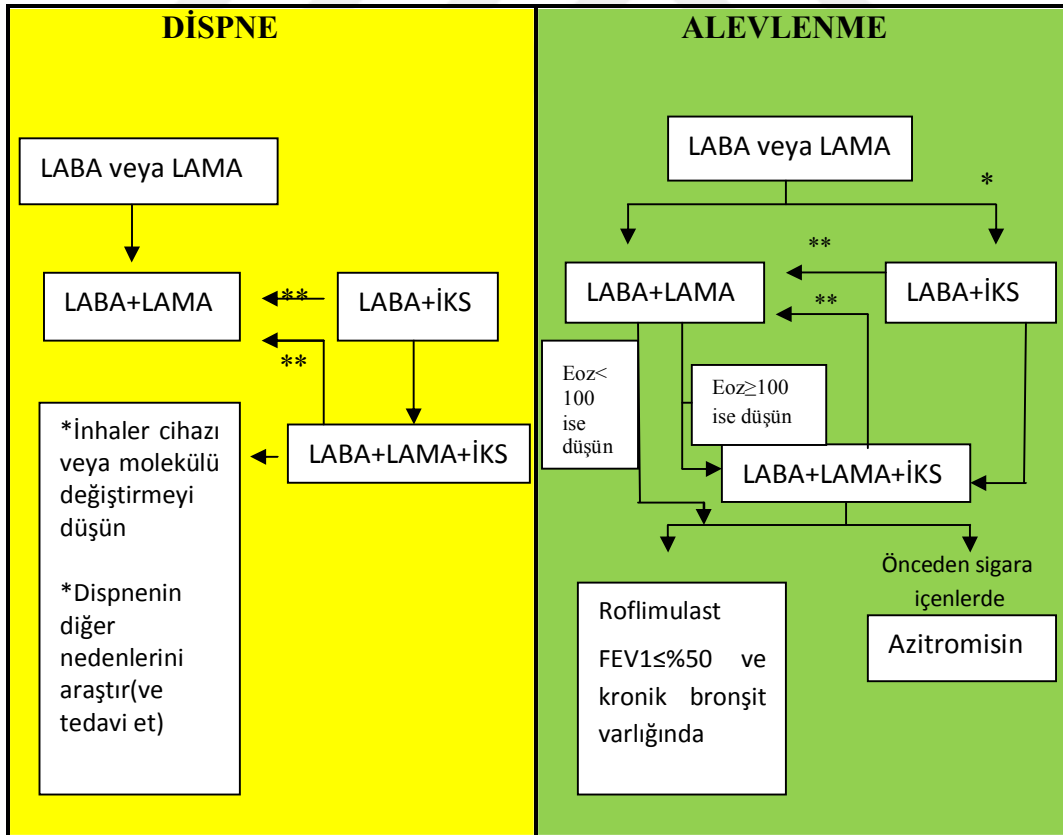 DİSPNE
LABA veya LAMA
LABA+LAMA
**
LABA+İKS
**
LABA+LAMA+İKS
*İnhaler cihazı
veya molekülü
değiştirmeyi
düşün
*Dispnenin
diğer
nedenlerini
araştır(ve
tedavi et)
ALEVLENME
LABA veya LAMA
*
LABA+LAMA
**
**
LABA+İKS
Eoz<
100
ise
düşün
Eoz≥100
ise düşün
LABA+LAMA+İKS
Roflimulast
FEV1≤%50 ve
kronik bronşit
varlığında
Önceden sigara
içenlerde
Azitromisin